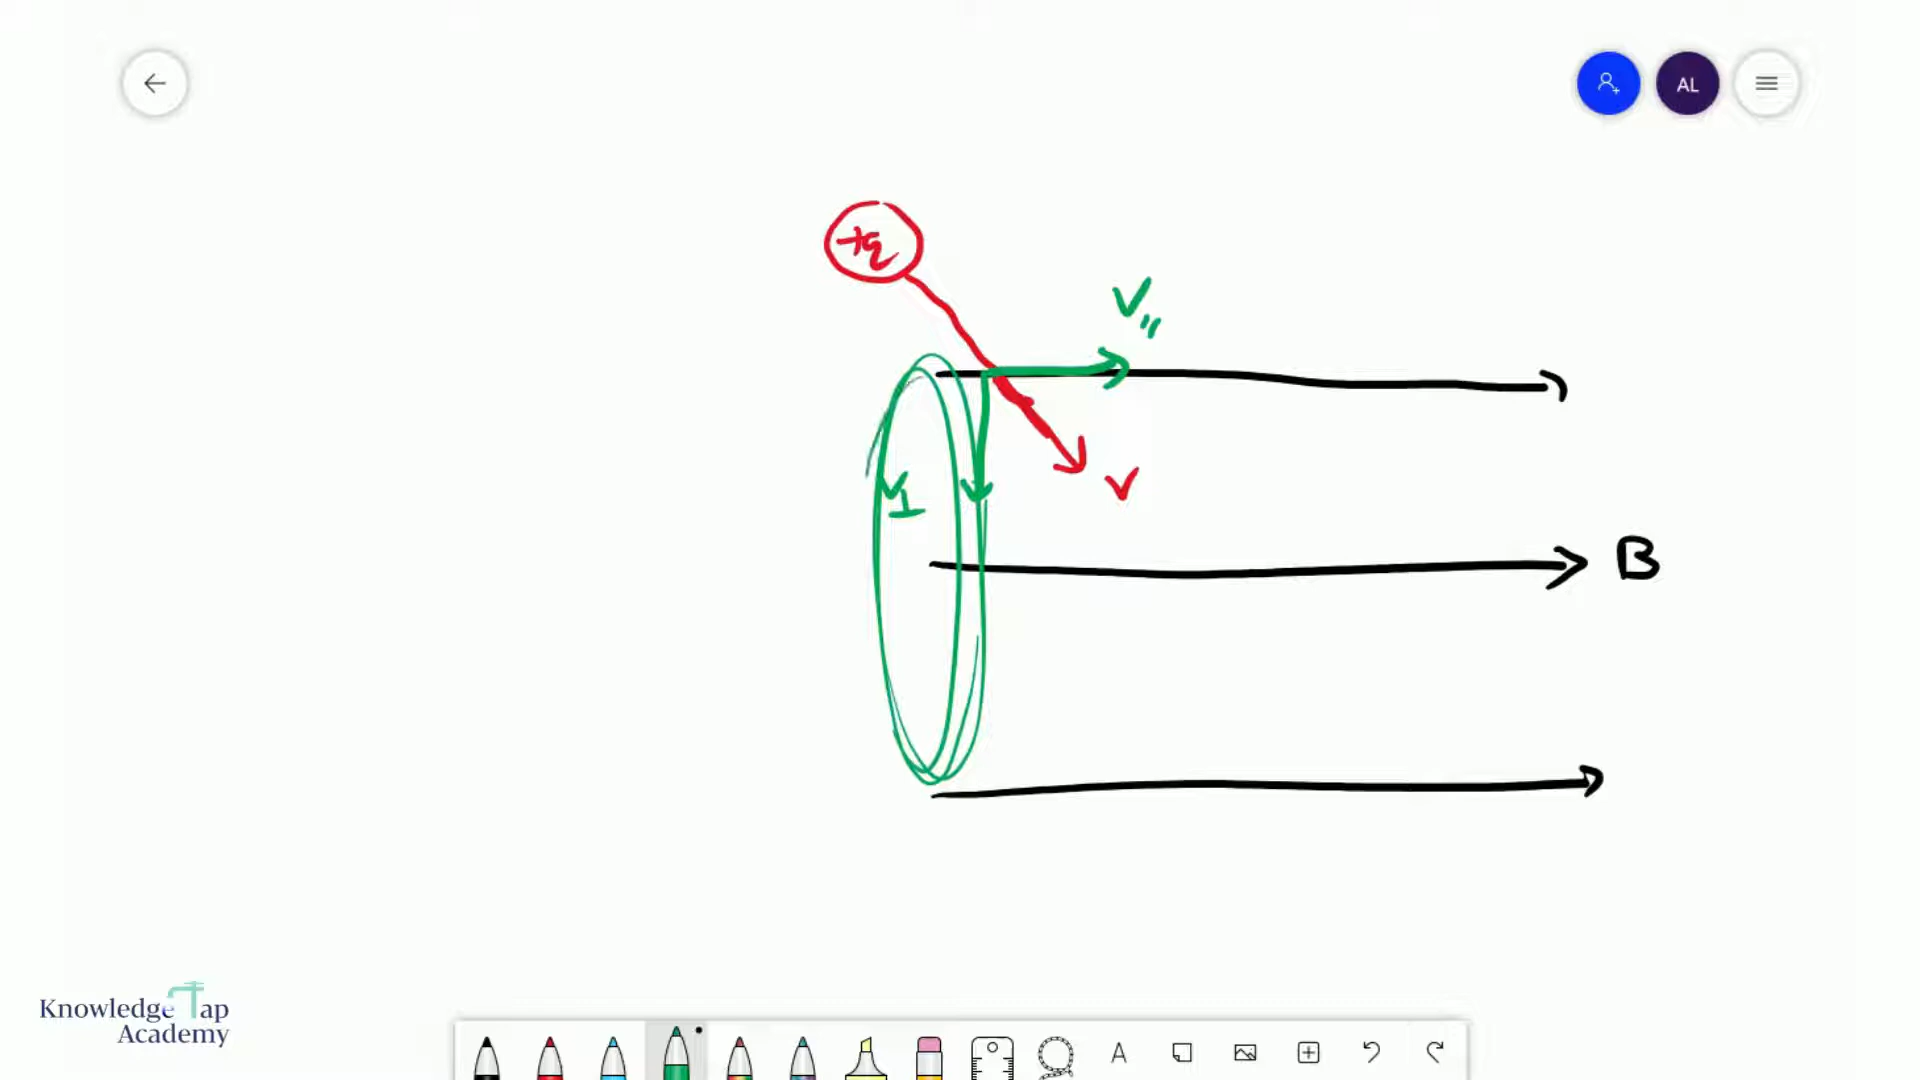 AL
+q
V||
V⊥
V
B
A
Knowledge Tap
Academy